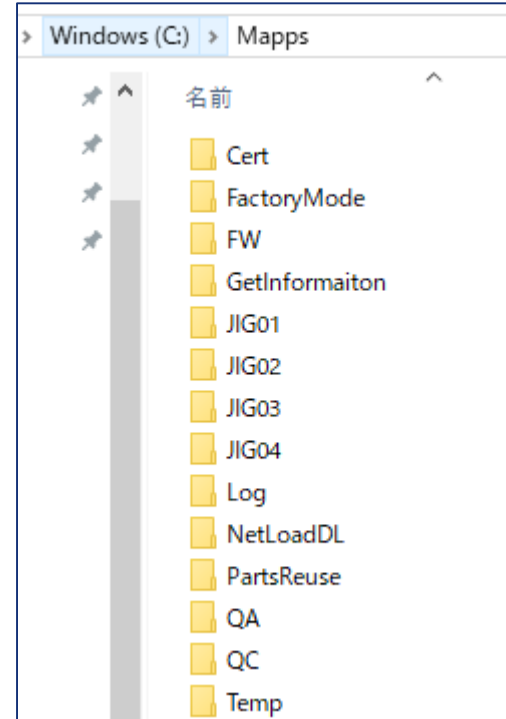 Windows (C:) > Mapps
名前
Cert
FactoryMode
FW
GetInformaiton
JIG01
JIG02
JIG03
JIG04
Log
NetLoadDL
PartsReuse
QA
QC
Temp